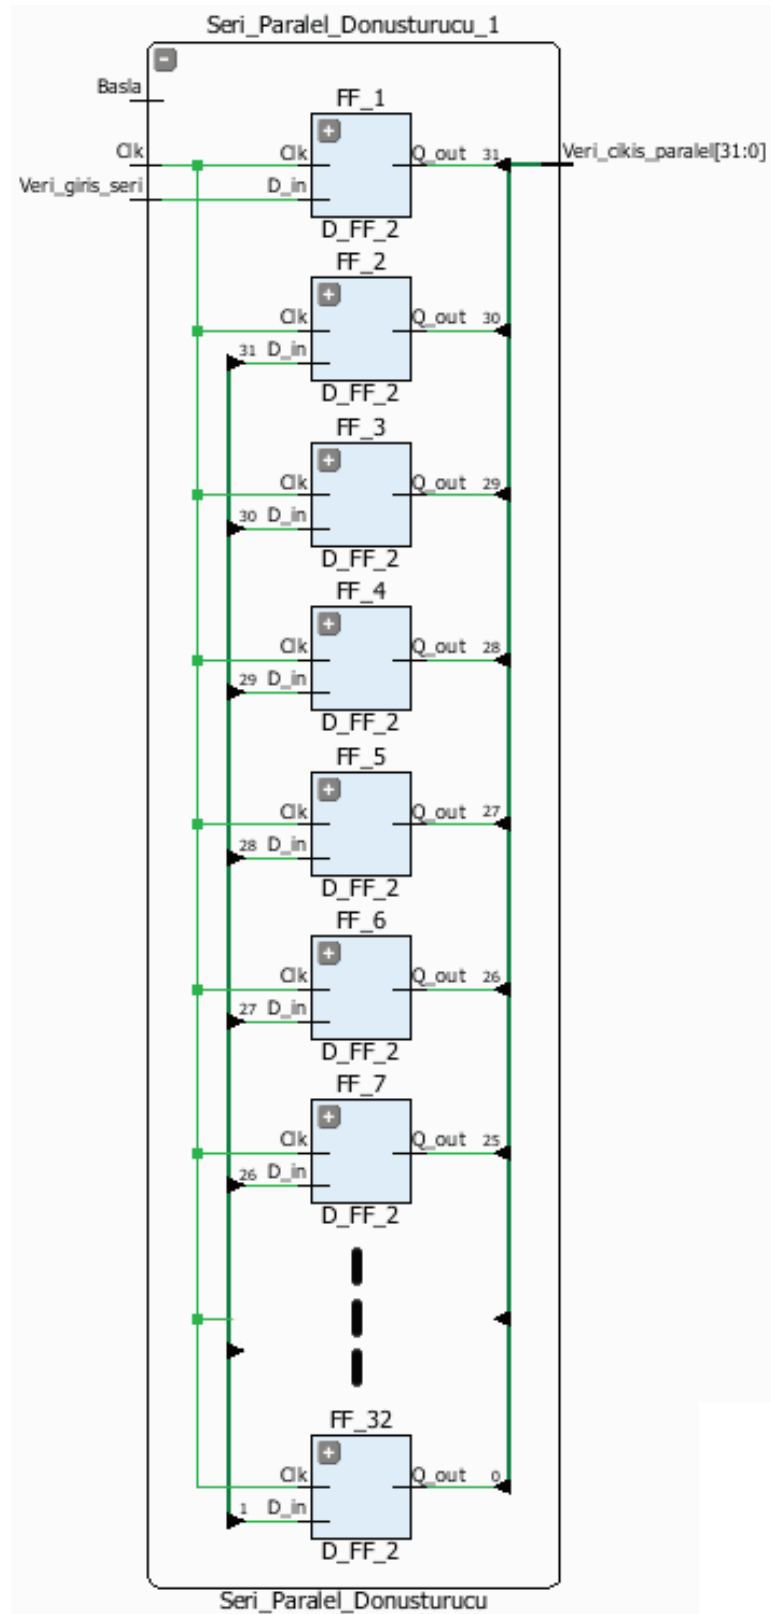 Seri_Paralel_Donusturucu_1
Basla
FF_1
Clk
Clk
Q_out 31
Veri_cikis_paralel[31:0]
Veri_giris_seri
D_in
D_FF_2
FF_2
Clk
Q_out 30
31 D_in
D_FF_2
FF_3
Clk
Q_out 29
30 D_in
D_FF_2
FF_4
Clk
Q_out 28
29 D_in
D_FF_2
FF_5
Clk
Q_out 27
28 D_in
D_FF_2
FF_6
Clk
Q_out 26
27 D_in
D_FF_2
FF_7
Clk
Q_out 25
26 D_in
D_FF_2
FF_32
Clk
Q_out 0
1 D_in
D_FF_2
Seri_Paralel_Donusturucu